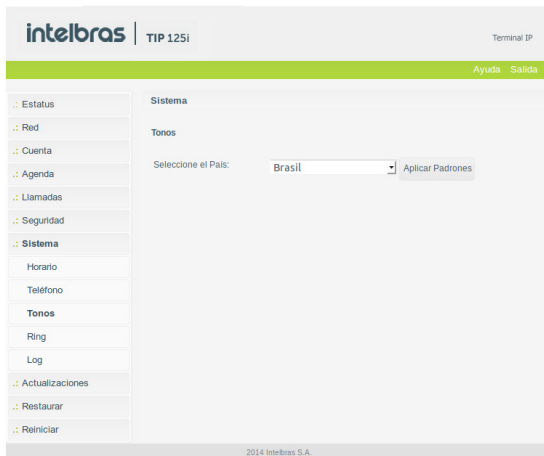 intelbras TIP 125i
Terminal IP
Ayuda Salida
.: Estatus
.: Red
.: Cuenta
.: Agenda
.: Llamadas
.: Seguridad
.: Sistema
Horario
Teléfono
Tonos
Ring
Log
.: Actualizaciones
.: Restaurar
.: Reiniciar
Sistema
Tonos
Seleccione el País: Brasil Aplicar Padrones
2014 Intelbras S.A.